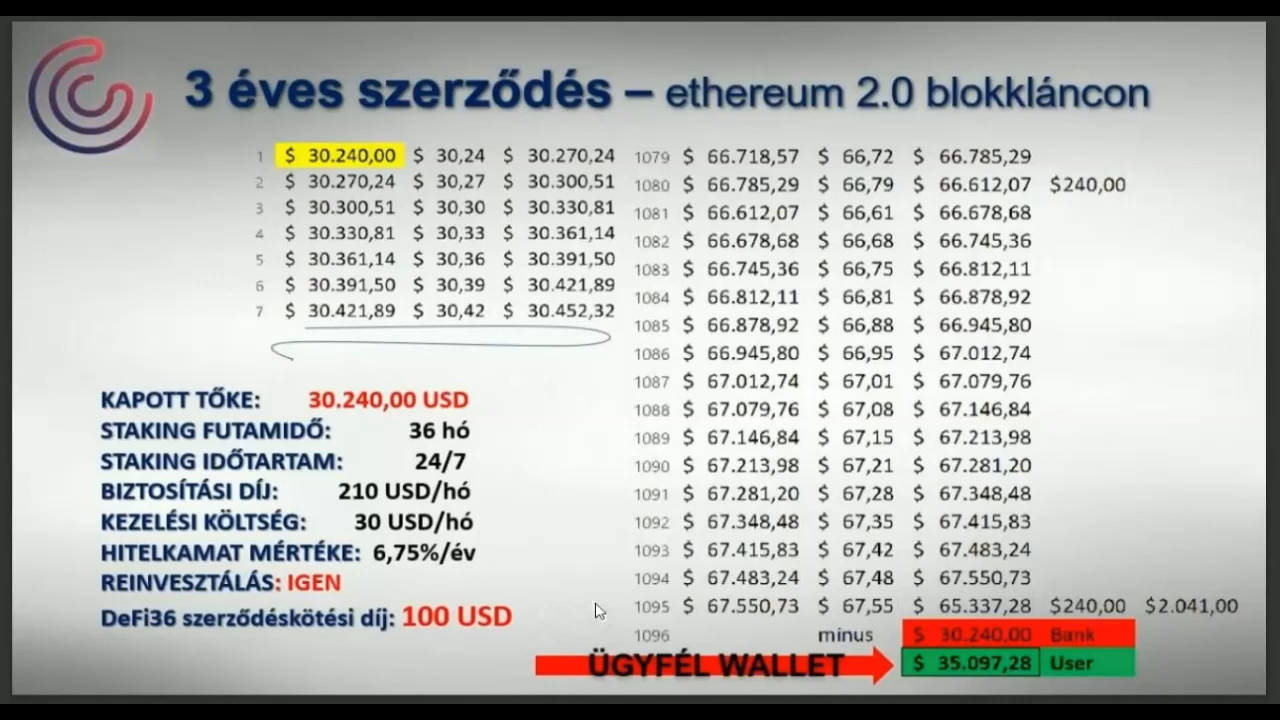 3 éves szerződés – ethereum 2.0 blokkláncon
1 $ 30.240,00 $ 30,24 $ 30.270,24
2 $ 30.270,24 $ 30,27 $ 30.300,51
3 $ 30.300,51 $ 30,30 $ 30.330,81
4 $ 30.330,81 $ 30,33 $ 30.361,14
5 $ 30.361,14 $ 30,36 $ 30.391,50
6 $ 30.391,50 $ 30,39 $ 30.421,89
7 $ 30.421,89 $ 30,42 $ 30.452,32
KAPOTT TŐKE: 30.240,00 USD
STAKING FUTAMIDŐ: 36 hó
STAKING IDŐTARTAM: 24/7
BIZTOSÍTÁSI DÍJ: 210 USD/hó
KEZELÉSI KÖLTSÉG: 30 USD/hó
HITELKAMAT MÉRTÉKE: 6,75%/év
REINVESZTÁLÁS: IGEN
DeFi36 szerződéskötési díj: 100 USD
1079 $ 66.718,57 $ 66,72 $ 66.785,29
1080 $ 66.785,29 $ 66,79 $ 66.612,07 $240,00
1081 $ 66.612,07 $ 66,61 $ 66.678,68
1082 $ 66.678,68 $ 66,68 $ 66.745,36
1083 $ 66.745,36 $ 66,75 $ 66.812,11
1084 $ 66.812,11 $ 66,81 $ 66.878,92
1085 $ 66.878,92 $ 66,88 $ 66.945,80
1086 $ 66.945,80 $ 66,95 $ 67.012,74
1087 $ 67.012,74 $ 67,01 $ 67.079,76
1088 $ 67.079,76 $ 67,08 $ 67.146,84
1089 $ 67.146,84 $ 67,15 $ 67.213,98
1090 $ 67.213,98 $ 67,21 $ 67.281,20
1091 $ 67.281,20 $ 67,28 $ 67.348,48
1092 $ 67.348,48 $ 67,35 $ 67.415,83
1093 $ 67.415,83 $ 67,42 $ 67.483,24
1094 $ 67.483,24 $ 67,48 $ 67.550,73
1095 $ 67.550,73 $ 67,55 $ 65.337,28 $240,00 $2.041,00
1096 minus $ 30.240,00 Bank
ÜGYFÉL WALLET $ 35.097,28 User